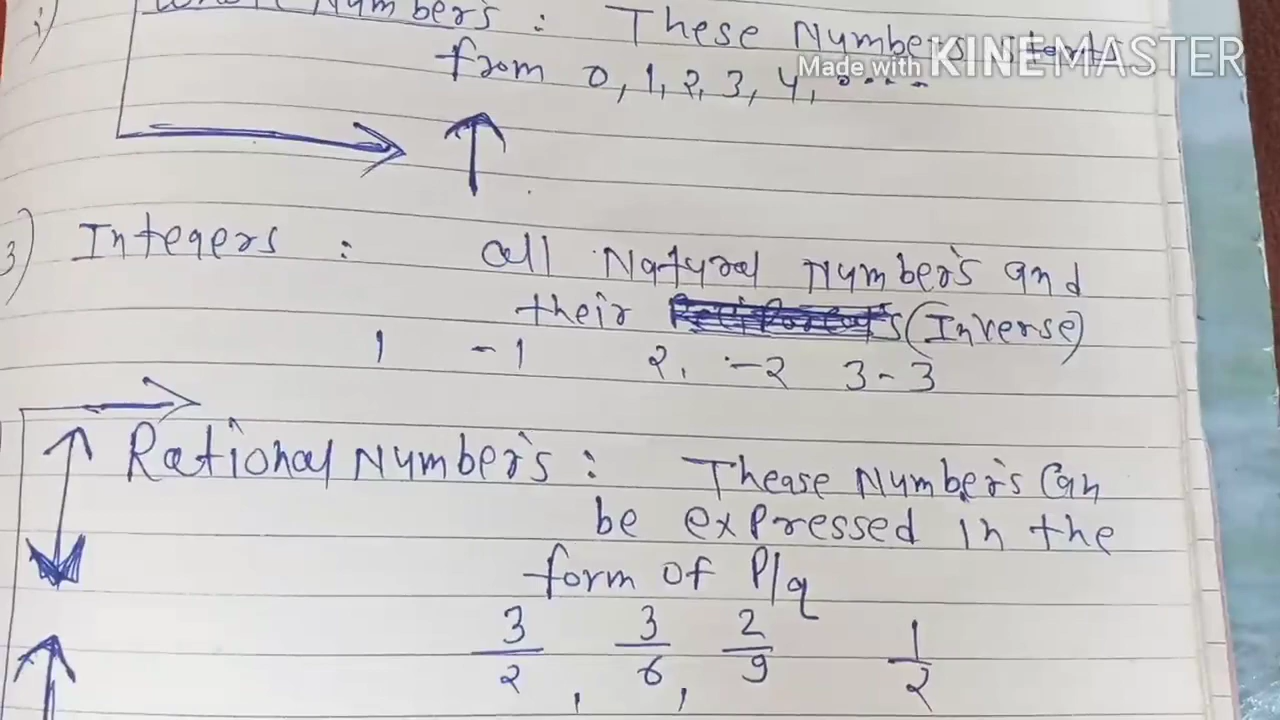 i) Numbers : These Numbers Start
from 0, 1, 2, 3, 4, ....
Made with KINEMASTER
3) Integers : All Natural Numbers and
their (Inverse)
1 -1 2, -2 3 -3
Rational Numbers : Thease Numbers Can
be expressed in the
form of P/q
3/2, 3/6, 2/9 1/2